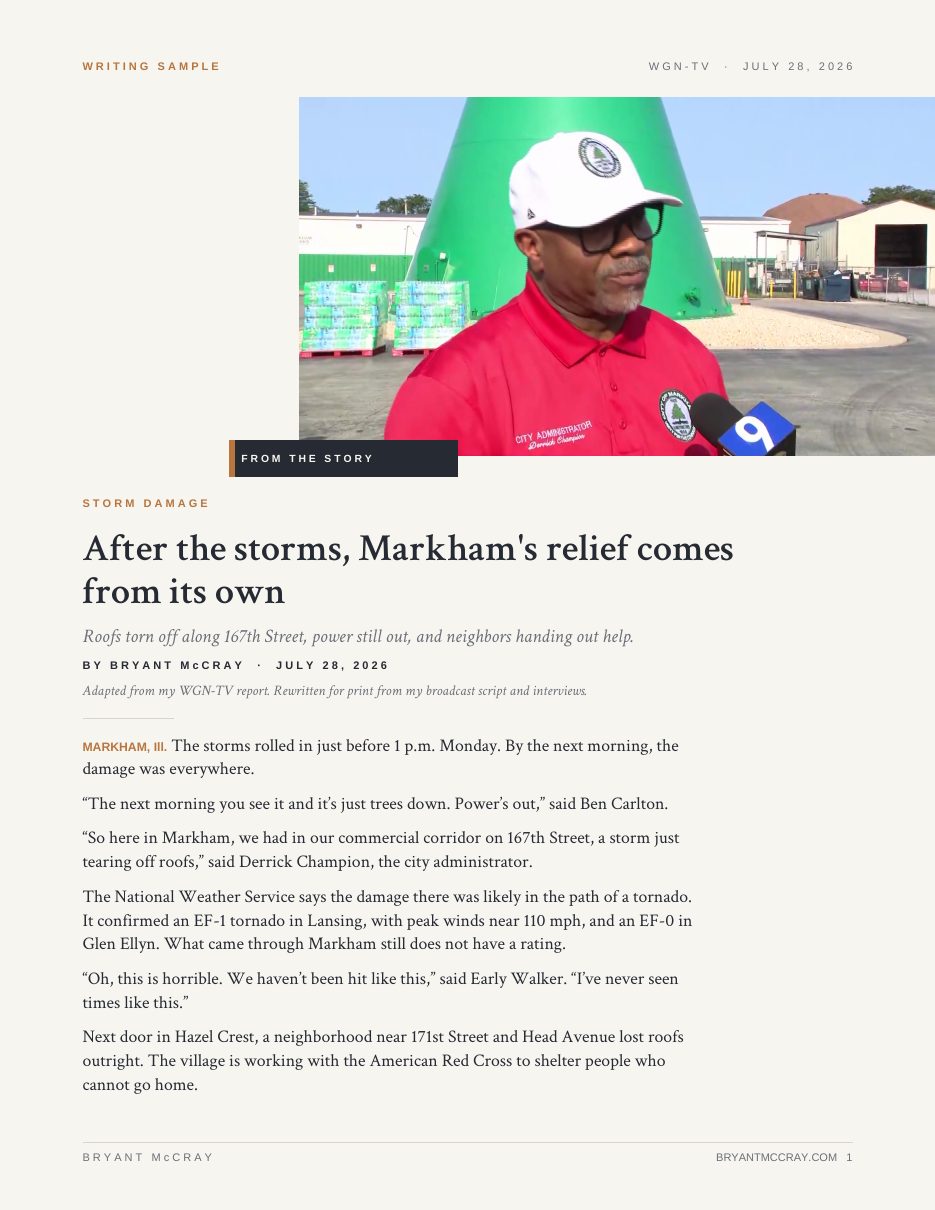 WRITING SAMPLE
WGN-TV · JULY 28, 2026
CITY ADMINISTRATOR
Derrick Champion
CITY OF MARKHAM
9
FROM THE STORY
STORM DAMAGE
After the storms, Markham's relief comes
from its own
Roofs torn off along 167th Street, power still out, and neighbors handing out help.
BY BRYANT McCRAY · JULY 28, 2026
Adapted from my WGN-TV report. Rewritten for print from my broadcast script and interviews.
MARKHAM, Ill. The storms rolled in just before 1 p.m. Monday. By the next morning, the
damage was everywhere.
“The next morning you see it and it’s just trees down. Power’s out,” said Ben Carlton.
“So here in Markham, we had in our commercial corridor on 167th Street, a storm just
tearing off roofs,” said Derrick Champion, the city administrator.
The National Weather Service says the damage there was likely in the path of a tornado.
It confirmed an EF-1 tornado in Lansing, with peak winds near 110 mph, and an EF-0 in
Glen Ellyn. What came through Markham still does not have a rating.
“Oh, this is horrible. We haven’t been hit like this,” said Early Walker. “I’ve never seen
times like this.”
Next door in Hazel Crest, a neighborhood near 171st Street and Head Avenue lost roofs
outright. The village is working with the American Red Cross to shelter people who
cannot go home.
BRYANT McCRAY
BRYANTMCCRAY.COM 1